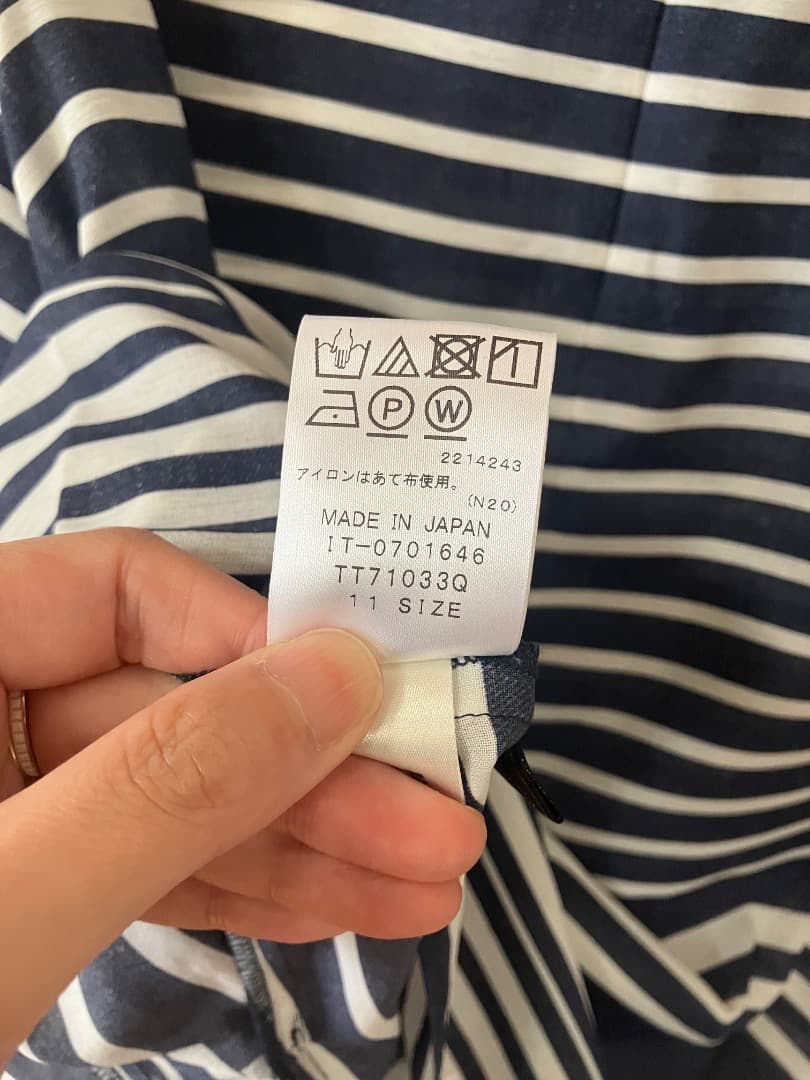 P W
2214243
アイロンはあて布使用。
(N20)
MADE IN JAPAN
IT-0701646
TT71033Q
11 SIZE